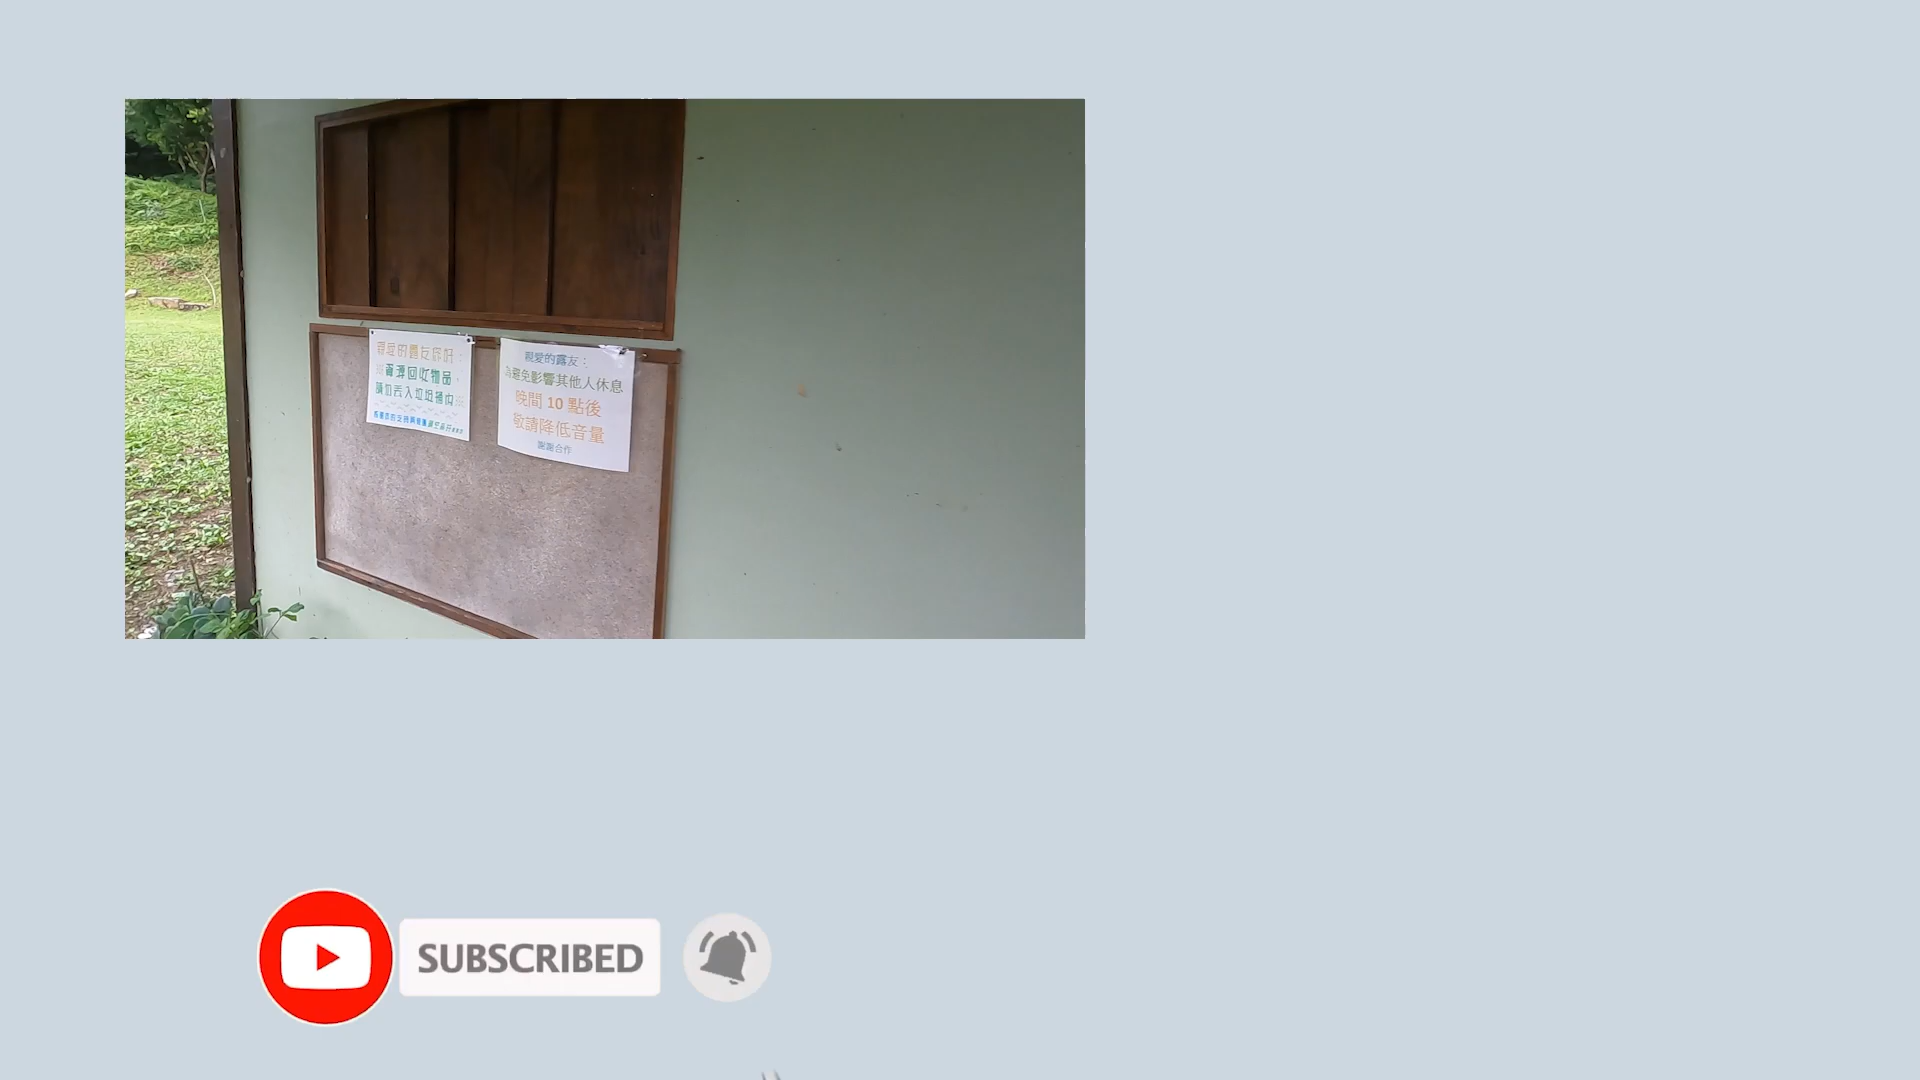 親愛的露友你好：
※資源回收物品，
請勿丟入垃圾桶內※
親愛的露友：
為避免影響其他人休息
晚間 10 點後
敬請降低音量
謝謝合作
SUBSCRIBED